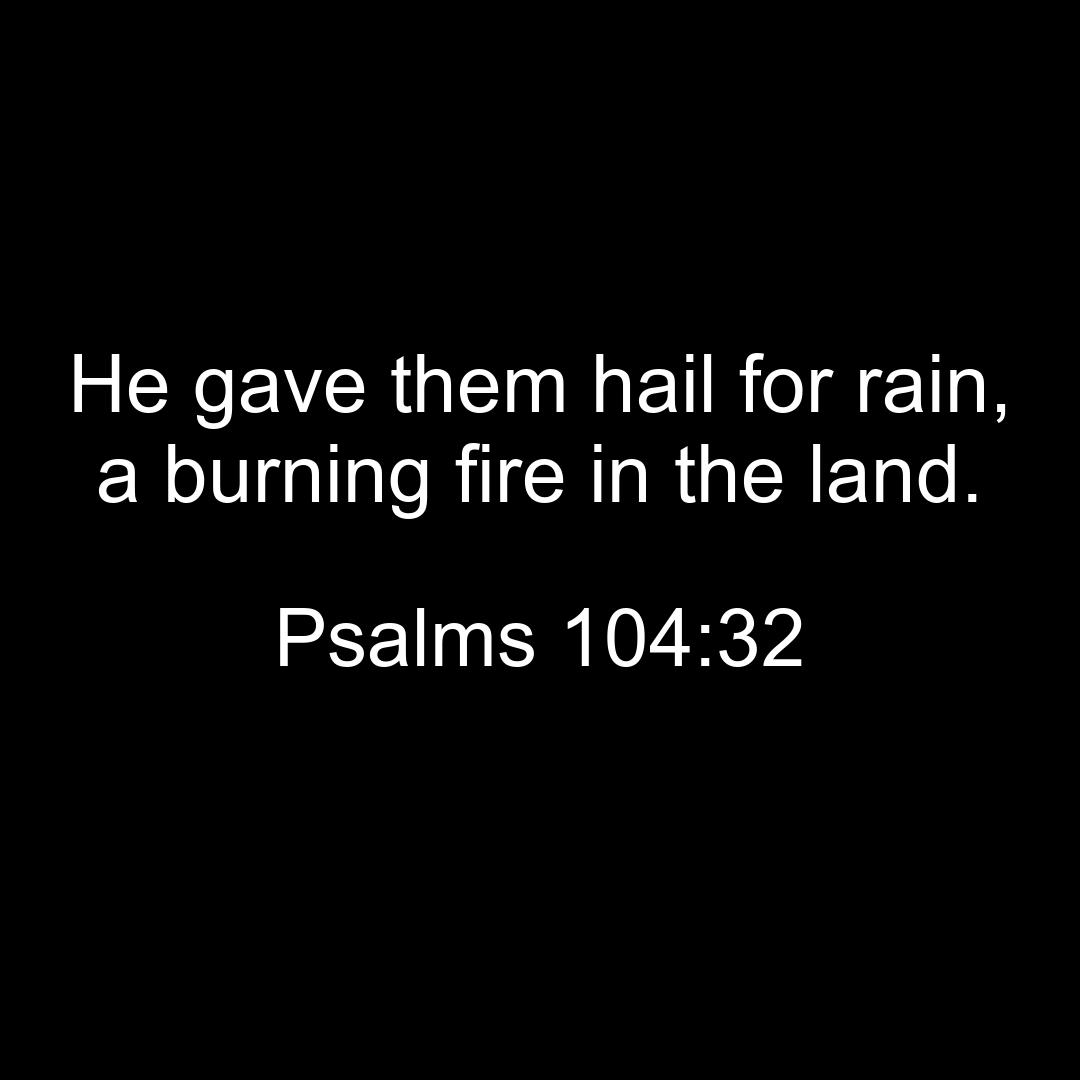 He gave them hail for rain,
a burning fire in the land.
Psalms 104:32